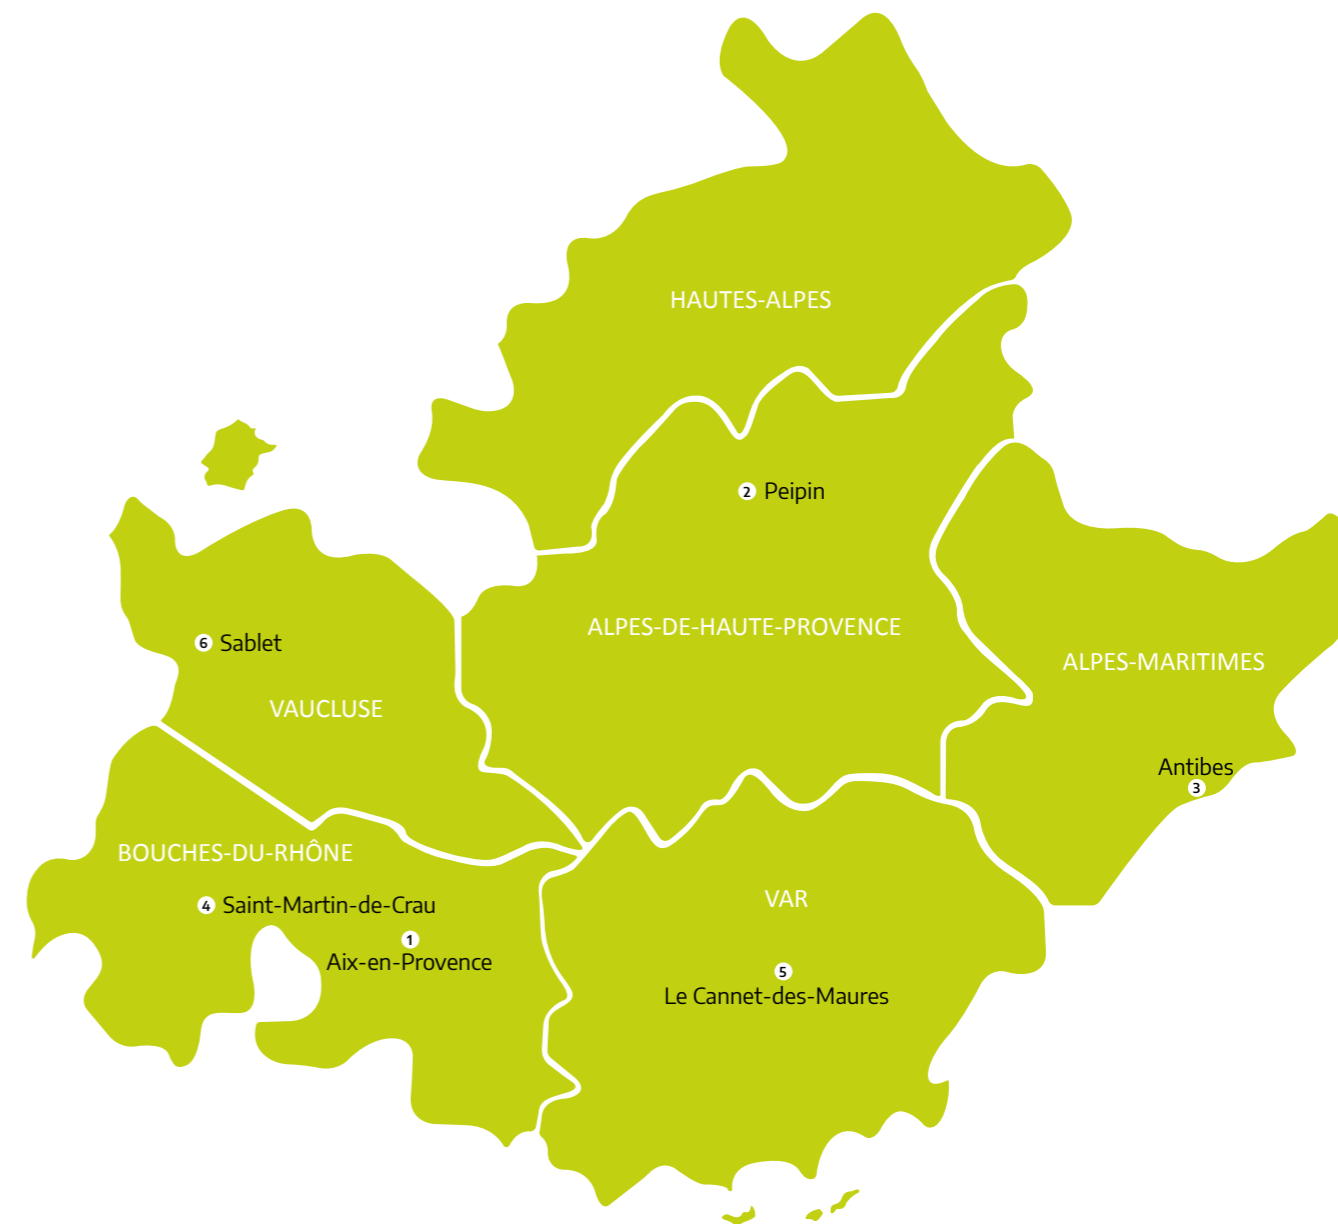 HAUTES-ALPES
2 Peipin
ALPES-DE-HAUTE-PROVENCE
6 Sablet
ALPES-MARITIMES
VAUCLUSE
Antibes
3
BOUCHES-DU-RHÔNE
VAR
4 Saint-Martin-de-Crau
1
Aix-en-Provence
5
Le Cannet-des-Maures